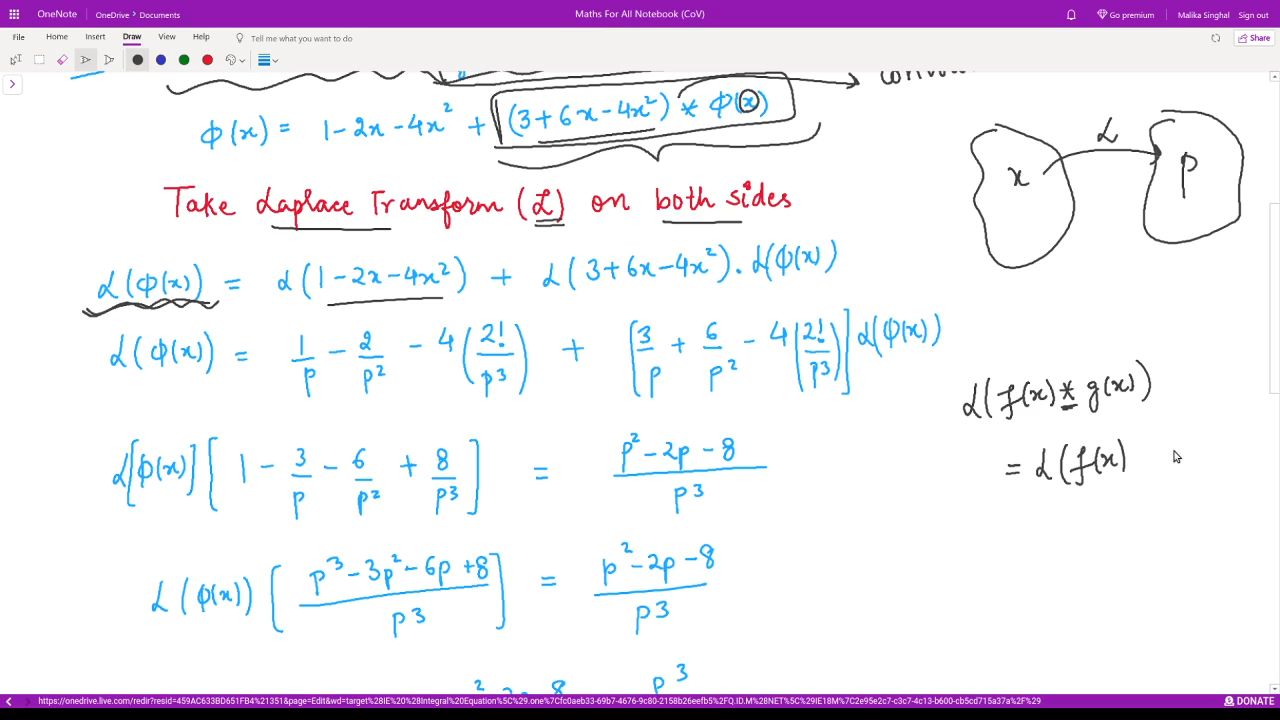 OneNote
OneDrive › Documents
Maths For All Notebook (CoV)
Go premium
Malika Singhal
Sign out
File Home Insert Draw View Help Tell me what you want to do
Share
φ(x) = 1 - 2x - 4x² + (3 + 6x - 4x²) * φ(x)
Take Laplace Transform (L) on both sides
L(φ(x)) = L(1 - 2x - 4x²) + L(3 + 6x - 4x²) . L(φ(x))
L(φ(x)) = 1/p - 2/p² - 4(2!/p³) + [3/p + 6/p² - 4(2!/p³)] L(φ(x))
L[φ(x)] [1 - 3/p - 6/p² + 8/p³] = (p² - 2p - 8)/p³
L(φ(x)) [(p³ - 3p² - 6p + 8)/p³] = (p² - 2p - 8)/p³
p³
x L p
L(f(x) * g(x))
= L(f(x)
DONATE